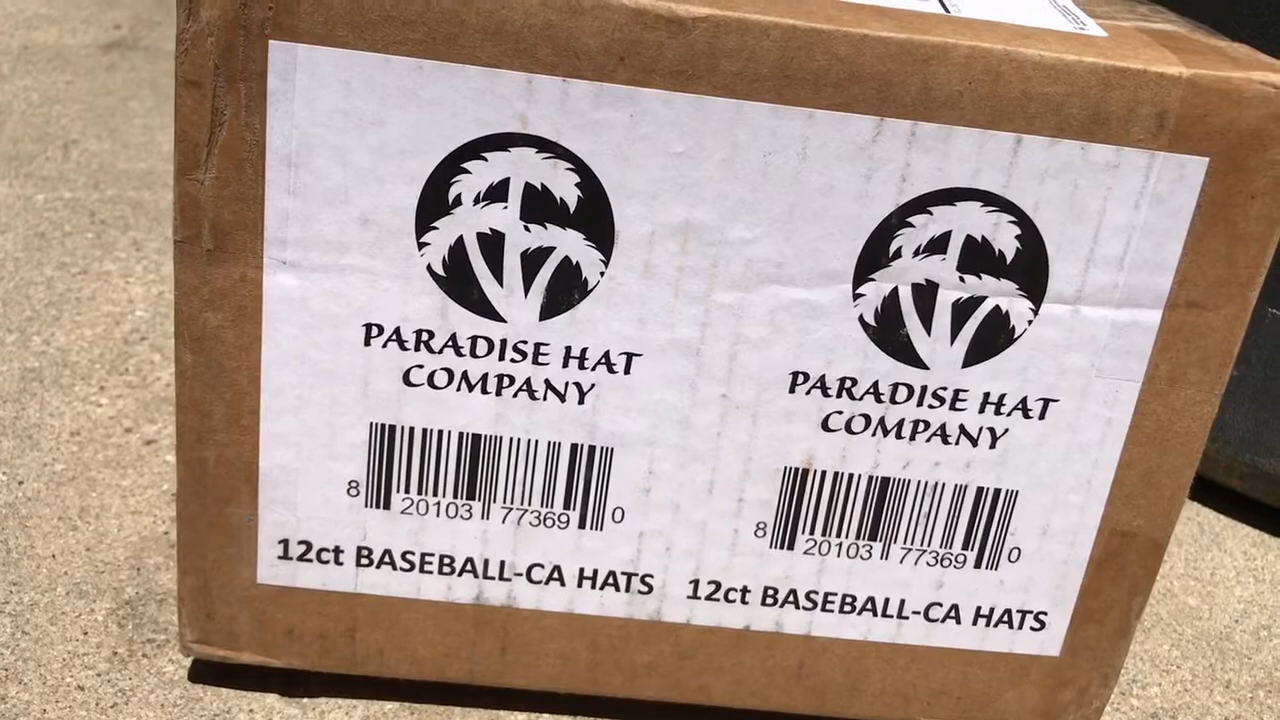 PARADISE HAT
COMPANY
8 20103 77369 0
12ct BASEBALL-CA HATS
PARADISE HAT
COMPANY
8 20103 77369 0
12ct BASEBALL-CA HATS